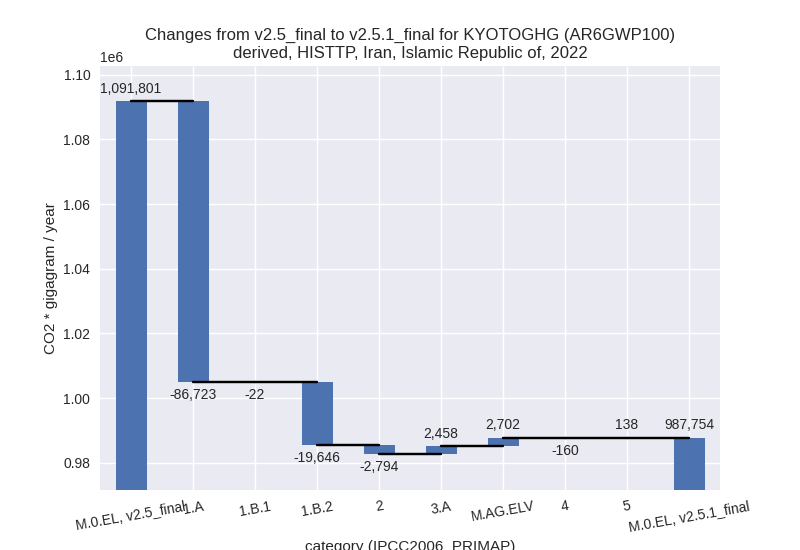 Changes from v2.5_final to v2.5.1_final for KYOTOGHG (AR6GWP100)
derived, HISTTP, Iran, Islamic Republic of, 2022
1e6
1.10
1.08
1.06
1.04
1.02
1.00
0.98
CO2 * gigagram / year
1,091,801
-86,723
-22
-19,646
-2,794
2,458
2,702
-160
138
987,754
M.0.EL, v2.5_final
1.A
1.B.1
1.B.2
2
3.A
M.AG.ELV
4
5
M.0.EL, v2.5.1_final
category (IPCC2006_PRIMAP)